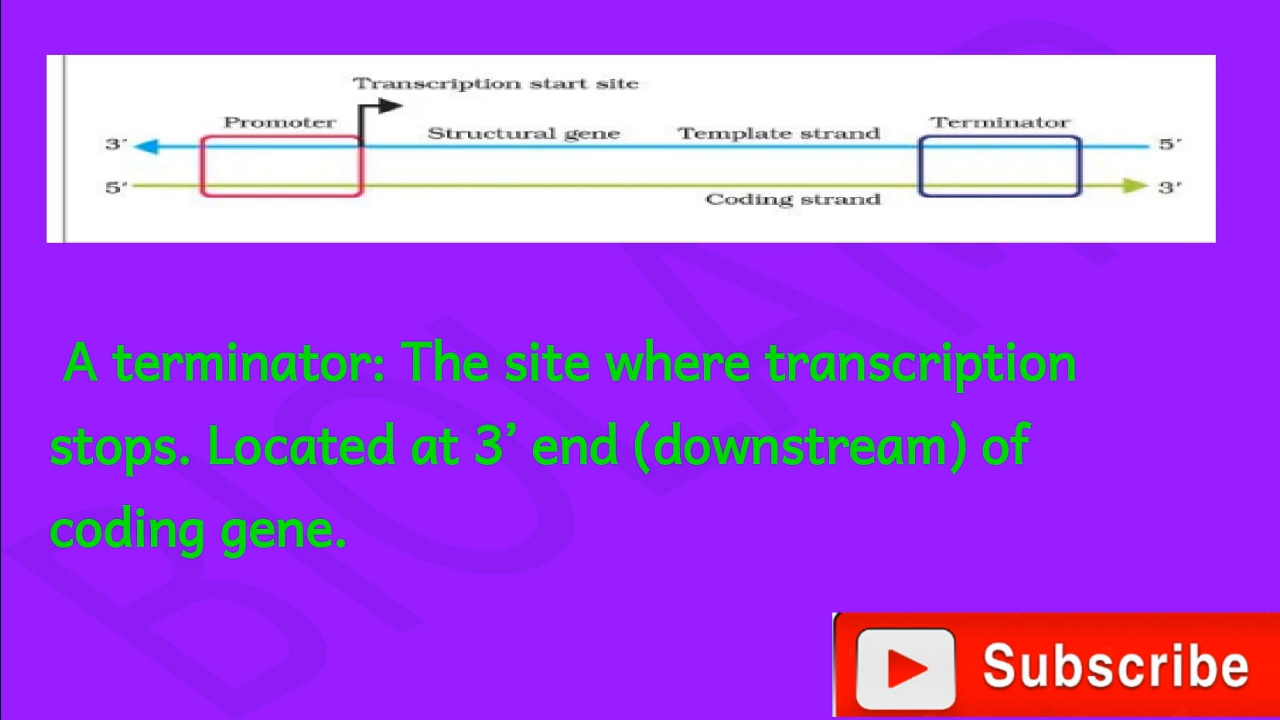 Transcription start site
Promoter
Structural gene
Template strand
Terminator
3′
5′
5′
3′
Coding strand
A terminator: The site where transcription
stops. Located at 3’ end (downstream) of
coding gene.
Subscribe